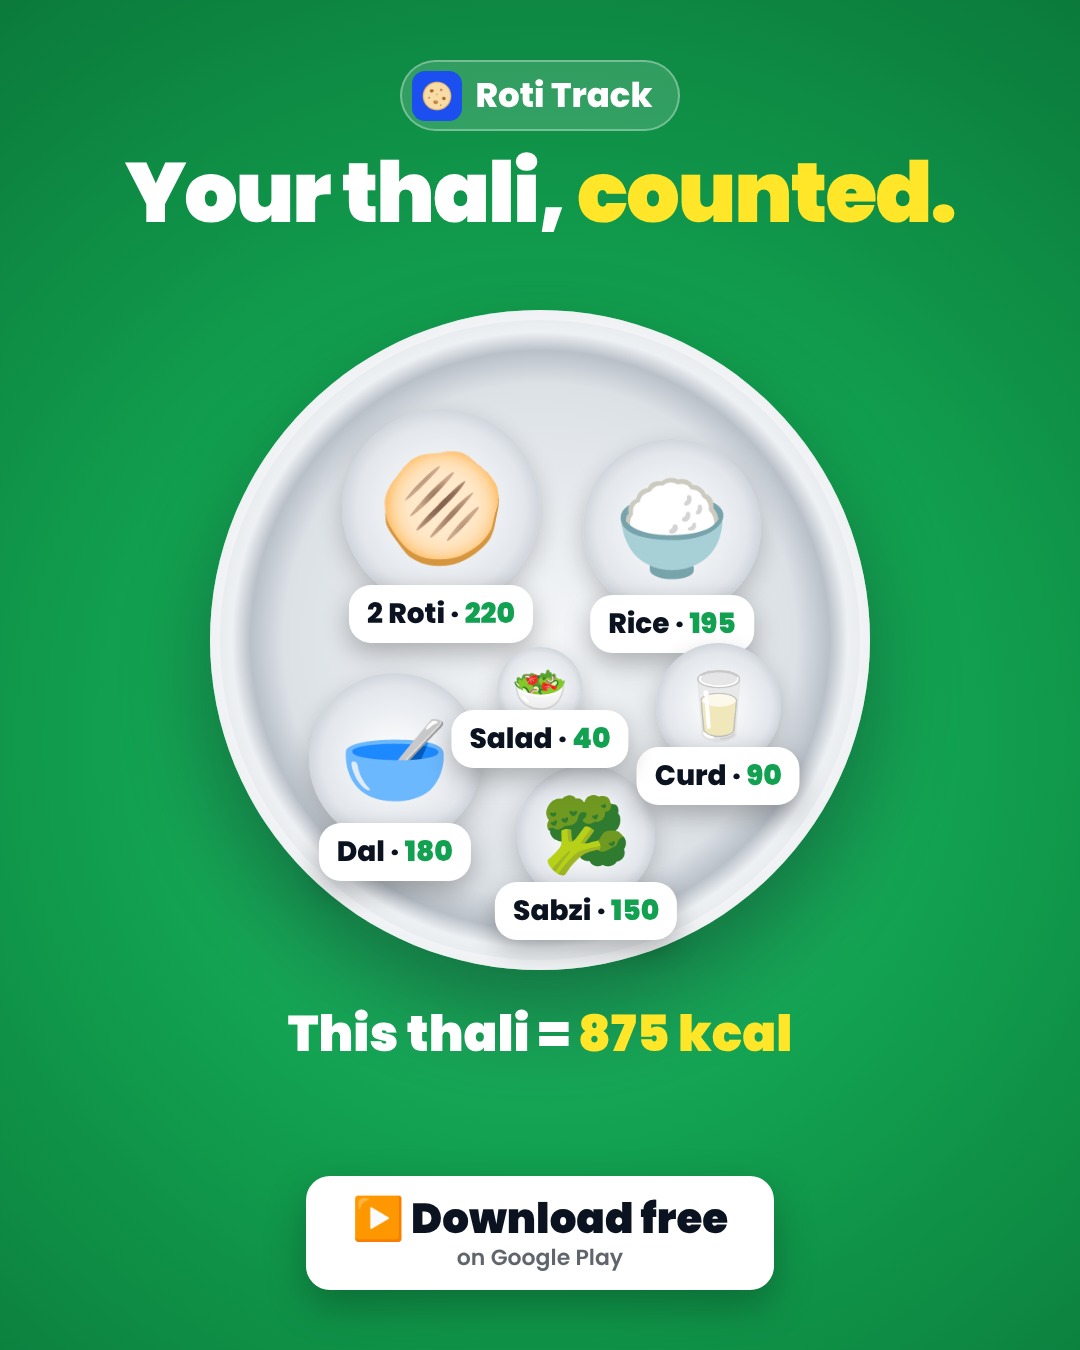 Roti Track
Your thali, counted.
2 Roti · 220
Rice · 195
Salad · 40
Curd · 90
Dal · 180
Sabzi · 150
This thali = 875 kcal
Download free
on Google Play